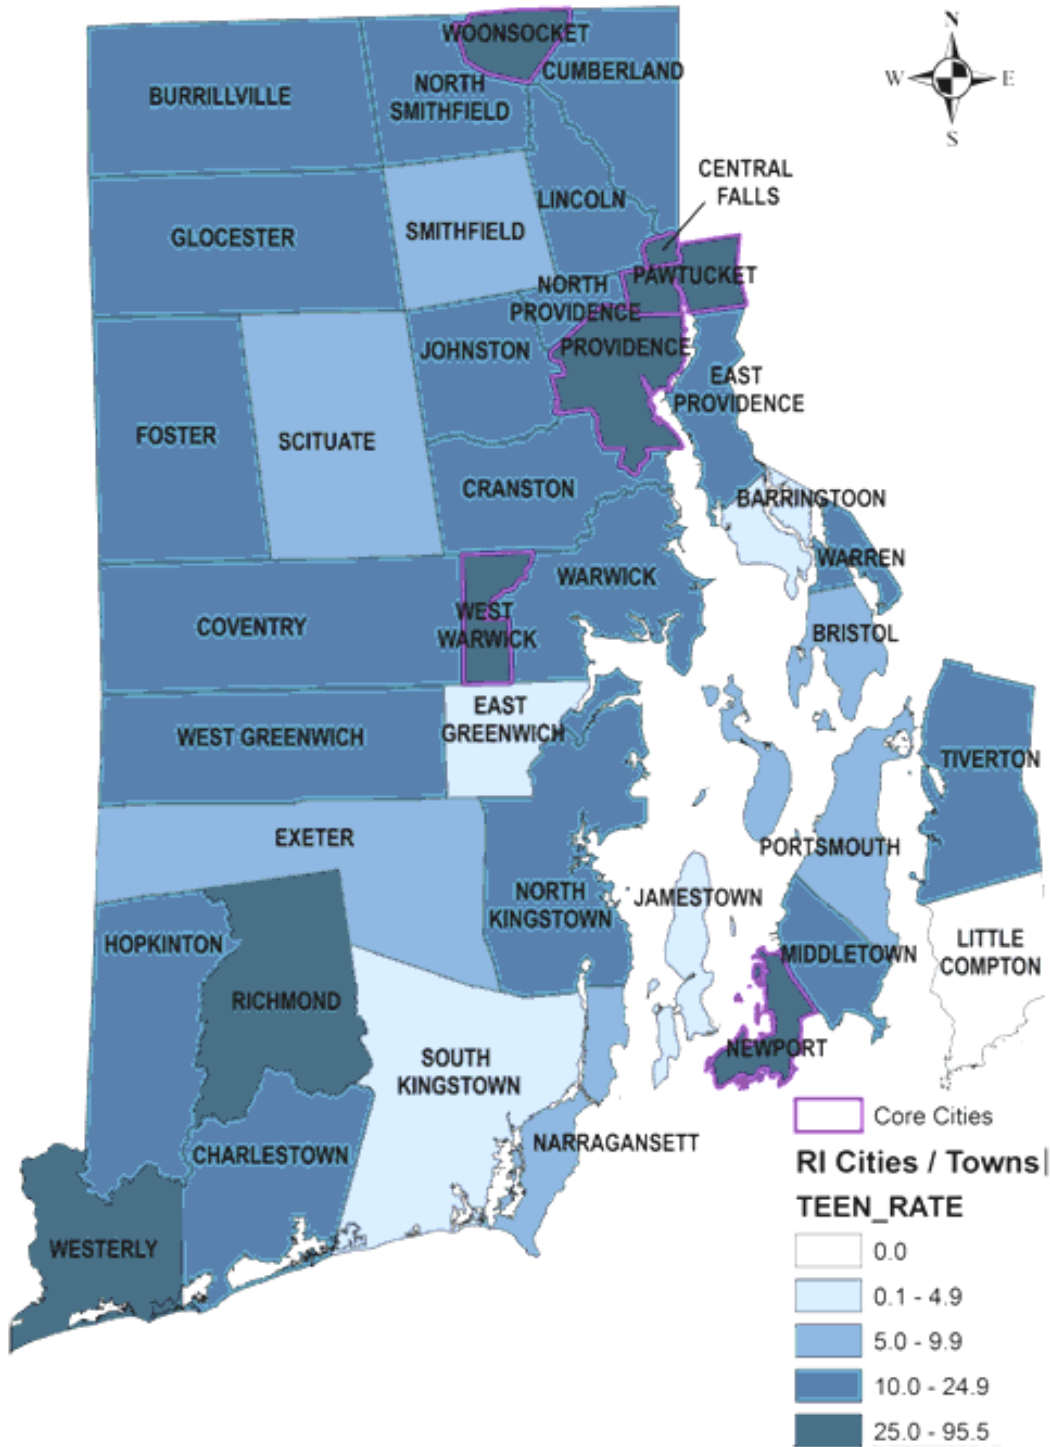 N
W
E
S
WOONSOCKET
CUMBERLAND
BURRILLVILLE
NORTH
SMITHFIELD
CENTRAL
FALLS
LINCOLN
GLOCESTER
SMITHFIELD
PAWTUCKET
NORTH
PROVIDENCE
JOHNSTON
PROVIDENCE
EAST
PROVIDENCE
FOSTER
SCITUATE
CRANSTON
BARRINGTOON
WARREN
WARWICK
WEST
WARWICK
COVENTRY
BRISTOL
EAST
GREENWICH
WEST GREENWICH
TIVERTON
EXETER
PORTSMOUTH
NORTH
KINGSTOWN
JAMESTOWN
HOPKINTON
MIDDLETOWN
LITTLE
COMPTON
RICHMOND
NEWPORT
SOUTH
KINGSTOWN
NARRAGANSETT
CHARLESTOWN
WESTERLY
Core Cities
RI Cities / Towns
TEEN_RATE
0.0
0.1 - 4.9
5.0 - 9.9
10.0 - 24.9
25.0 - 95.5